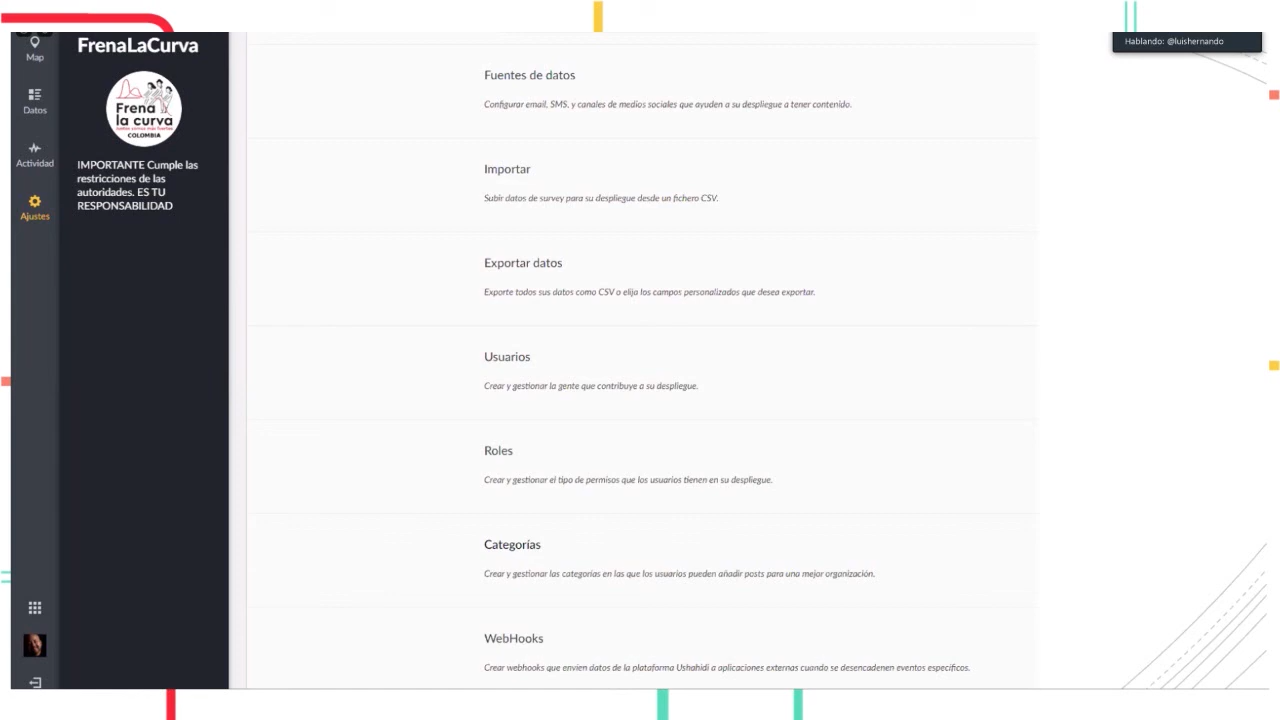 Hablando: @luishernando
Map
Datos
Actividad
Ajustes
FrenaLaCurva
Frena
la curva
COLOMBIA
IMPORTANTE Cumple las
restricciones de las
autoridades. ES TU
RESPONSABILIDAD
Fuentes de datos
Configurar email, SMS, y canales de medios sociales que ayuden a su despliegue a tener contenido.
Importar
Subir datos de survey para su despliegue desde un fichero CSV.
Exportar datos
Exporte todos sus datos como CSV o elija los campos personalizados que desea exportar.
Usuarios
Crear y gestionar la gente que contribuye a su despliegue.
Roles
Crear y gestionar el tipo de permisos que los usuarios tienen en su despliegue.
Categorías
Crear y gestionar las categorías en las que los usuarios pueden añadir posts para una mejor organización.
WebHooks
Crear webhooks que envíen datos de la plataforma Ushahidi a aplicaciones externas cuando se desencadenen eventos específicos.